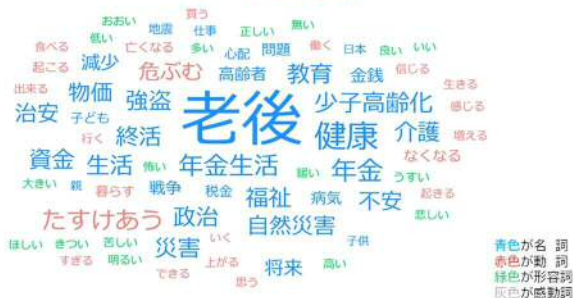 おおい 地震 仕事 買う 正しい 無い
食べる 低い 亡くなる 多い 心配 問題 働く 日本 良い いい
起こる 減少 危ぶむ 高齢者 教育 金銭 信じる
出来る 物価 強盗 老後 少子高齢化 生きる 感じる
治安 子ども 健康 介護 増える
行く 終活 なくなる
資金 生活 怖い 年金生活 暗い 年金 うすい
大きい 親 暮らす 戦争 税金 福祉 病気 不安 起きる
たすけあう 政治 自然災害 悲しい
ほしい きつい 苦しい 災害 いく 子供
すぎる 明るい 上がる 将来 高い
できる 思う
青色が名 詞
赤色が動 詞
緑色が形容詞
灰色が感動詞